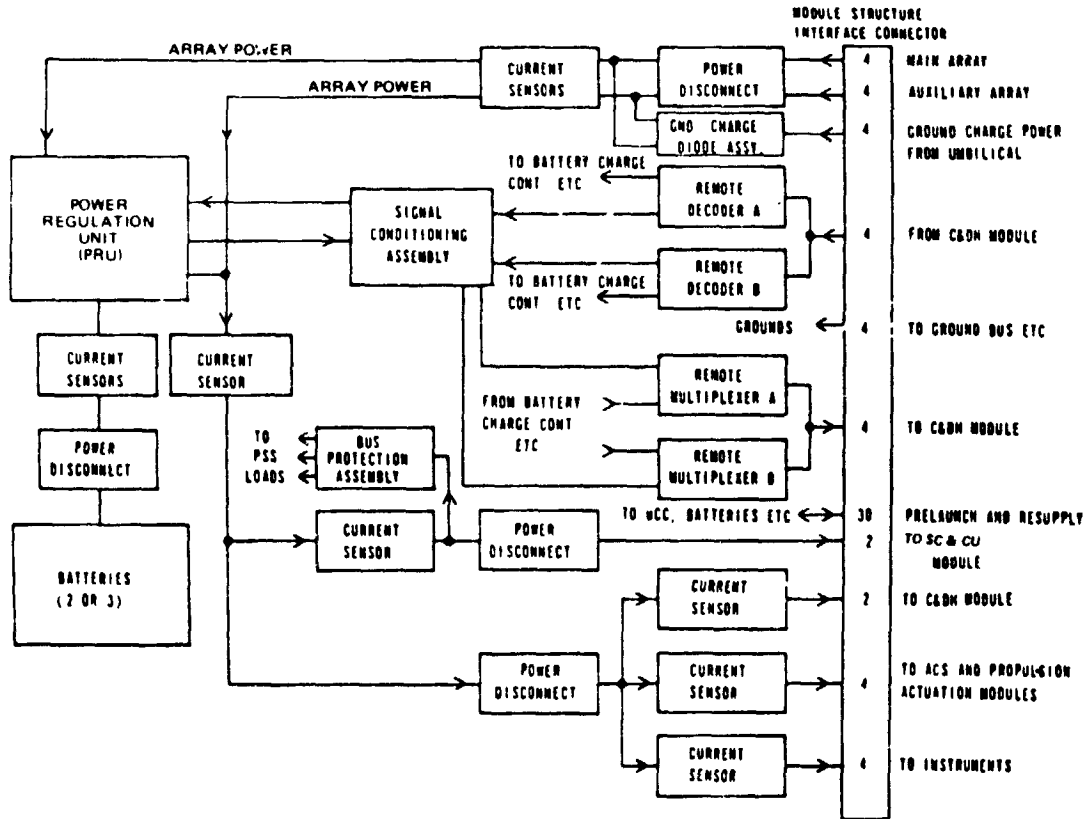 MODULE STRUCTURE
INTERFACE CONNECTOR
ARRAY POWER
ARRAY POWER
CURRENT
SENSORS
POWER
DISCONNECT
4 MAIN ARRAY
4 AUXILIARY ARRAY
GND CHARGE
DIODE ASSY.
4 GROUND CHARGE POWER
FROM UMBILICAL
TO BATTERY CHARGE
CONT ETC
REMOTE
DECODER A
POWER
REGULATION
UNIT
(PRU)
SIGNAL
CONDITIONING
ASSEMBLY
4 FROM C&DH MODULE
REMOTE
DECODER B
TO BATTERY CHARGE
CONT ETC
GROUNDS
4 TO GROUND BUS ETC
CURRENT
SENSORS
CURRENT
SENSOR
REMOTE
MULTIPLEXER A
FROM BATTERY
CHARGE CONT
ETC
4 TO C&DH MODULE
REMOTE
MULTIPLEXER B
POWER
DISCONNECT
TO
PSS
LOADS
BUS
PROTECTION
ASSEMBLY
TO MCC, BATTERIES ETC
30 PRELAUNCH AND RESUPPLY
2 TO SC & CU
MODULE
CURRENT
SENSOR
POWER
DISCONNECT
BATTERIES
(2 OR 3)
CURRENT
SENSOR
2 TO C&DH MODULE
POWER
DISCONNECT
CURRENT
SENSOR
4 TO ACS AND PROPULSION
ACTUATION MODULES
CURRENT
SENSOR
4 TO INSTRUMENTS